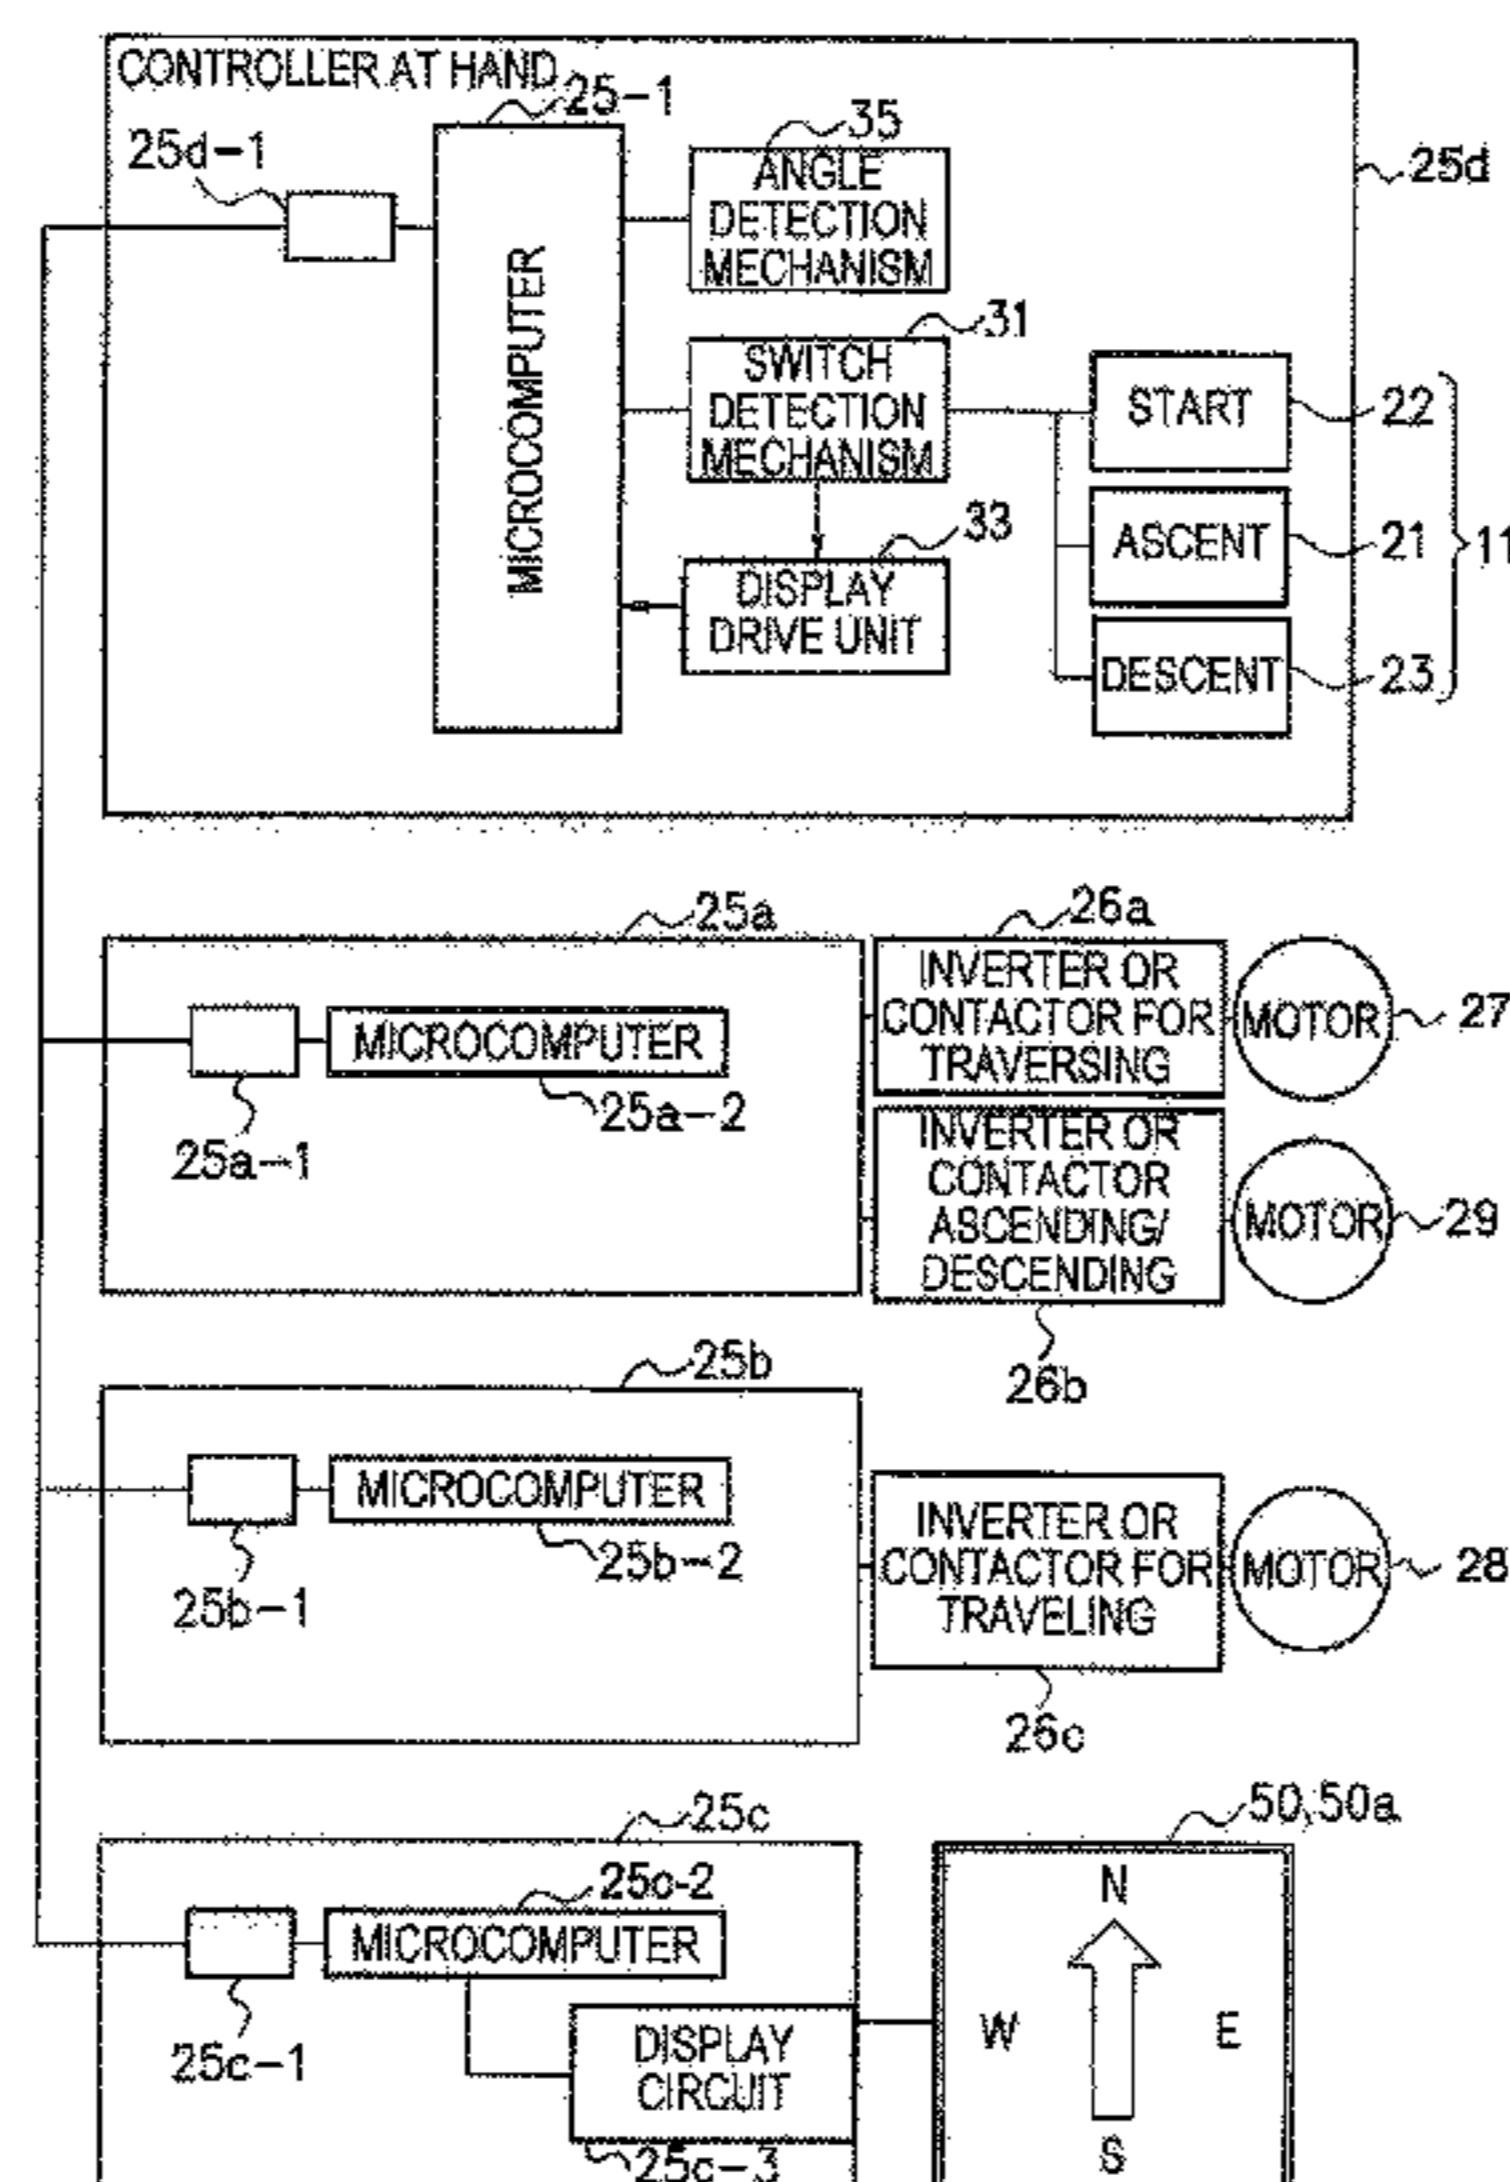 CONTROLLER AT HAND
25-1
35
25d-1
25d
ANGLE
DETECTION
MECHANISM
MICROCOMPUTER
31
SWITCH
DETECTION
MECHANISM
START
22
33
ASCENT
21
11
DISPLAY
DRIVE UNIT
DESCENT
23
25a
26a
INVERTER OR
CONTACTOR FOR
TRAVERSING
MOTOR
27
MICROCOMPUTER
25a-2
25a-1
INVERTER OR
CONTACTOR
ASCENDING/
DESCENDING
MOTOR
29
26b
25b
MICROCOMPUTER
25b-2
25b-1
INVERTER OR
CONTACTOR FOR
TRAVELING
MOTOR
28
26c
25c
50,50a
25c-2
N
MICROCOMPUTER
W
E
25c-1
DISPLAY
CIRCUIT
S
25c-3